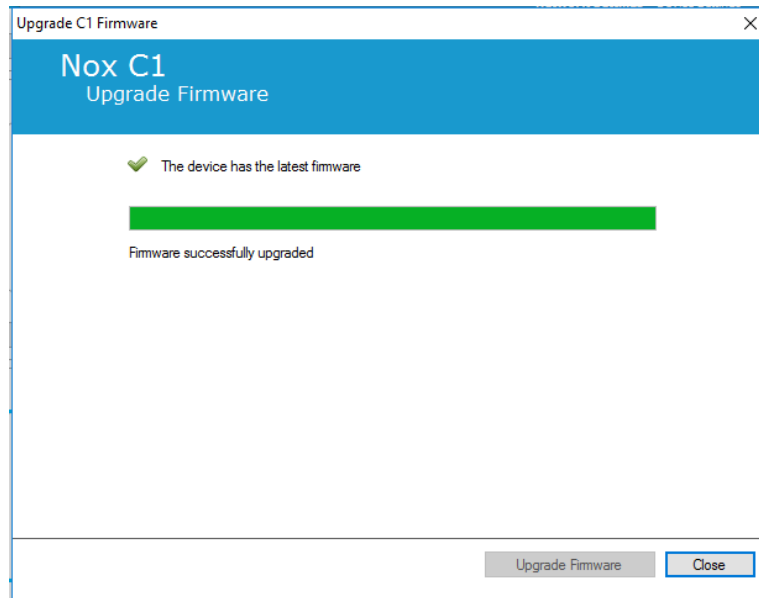 Upgrade C1 Firmware
Nox C1
Upgrade Firmware
The device has the latest firmware
Firmware successfully upgraded
Upgrade Firmware
Close